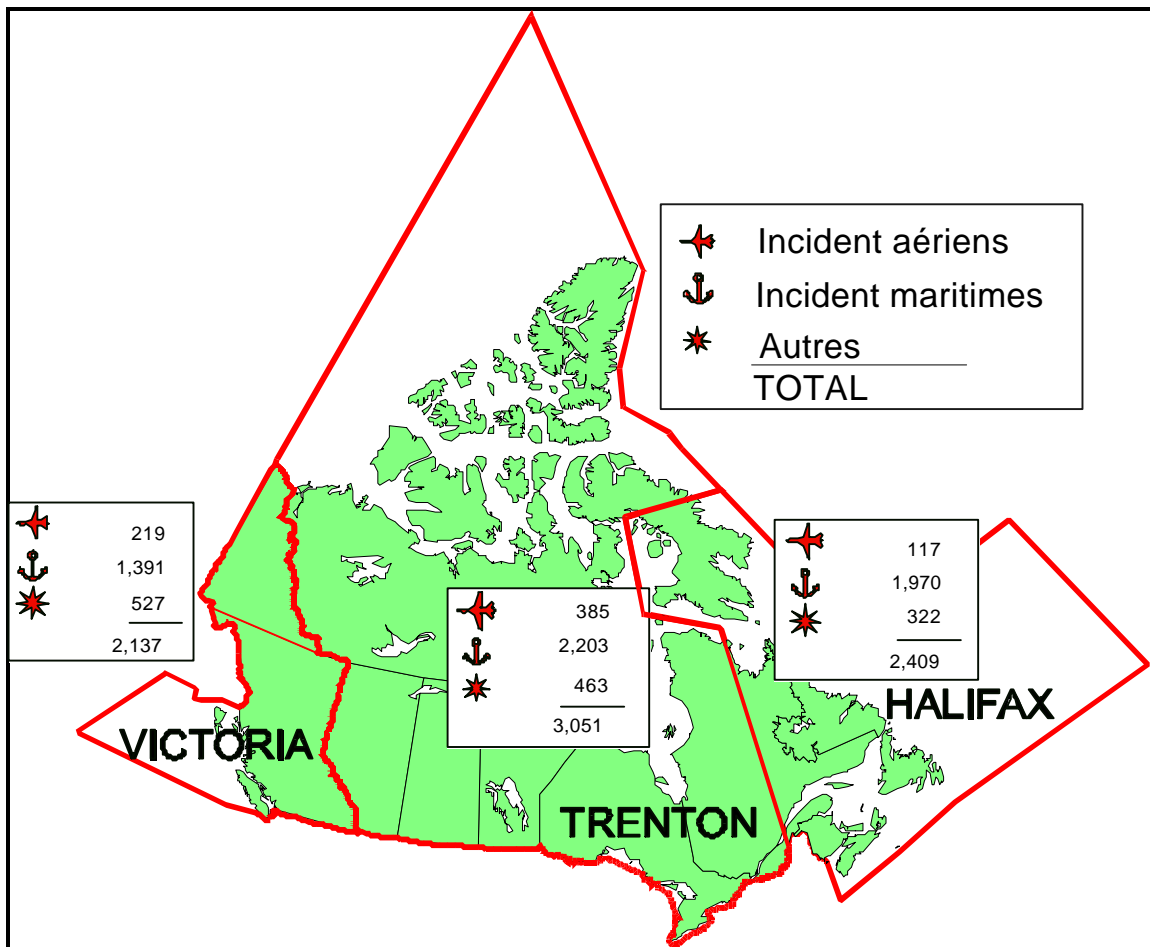 Incident aériens
Incident maritimes
Autres
TOTAL
219
1,391
527
2,137
VICTORIA
385
2,203
463
3,051
TRENTON
117
1,970
322
2,409
HALIFAX